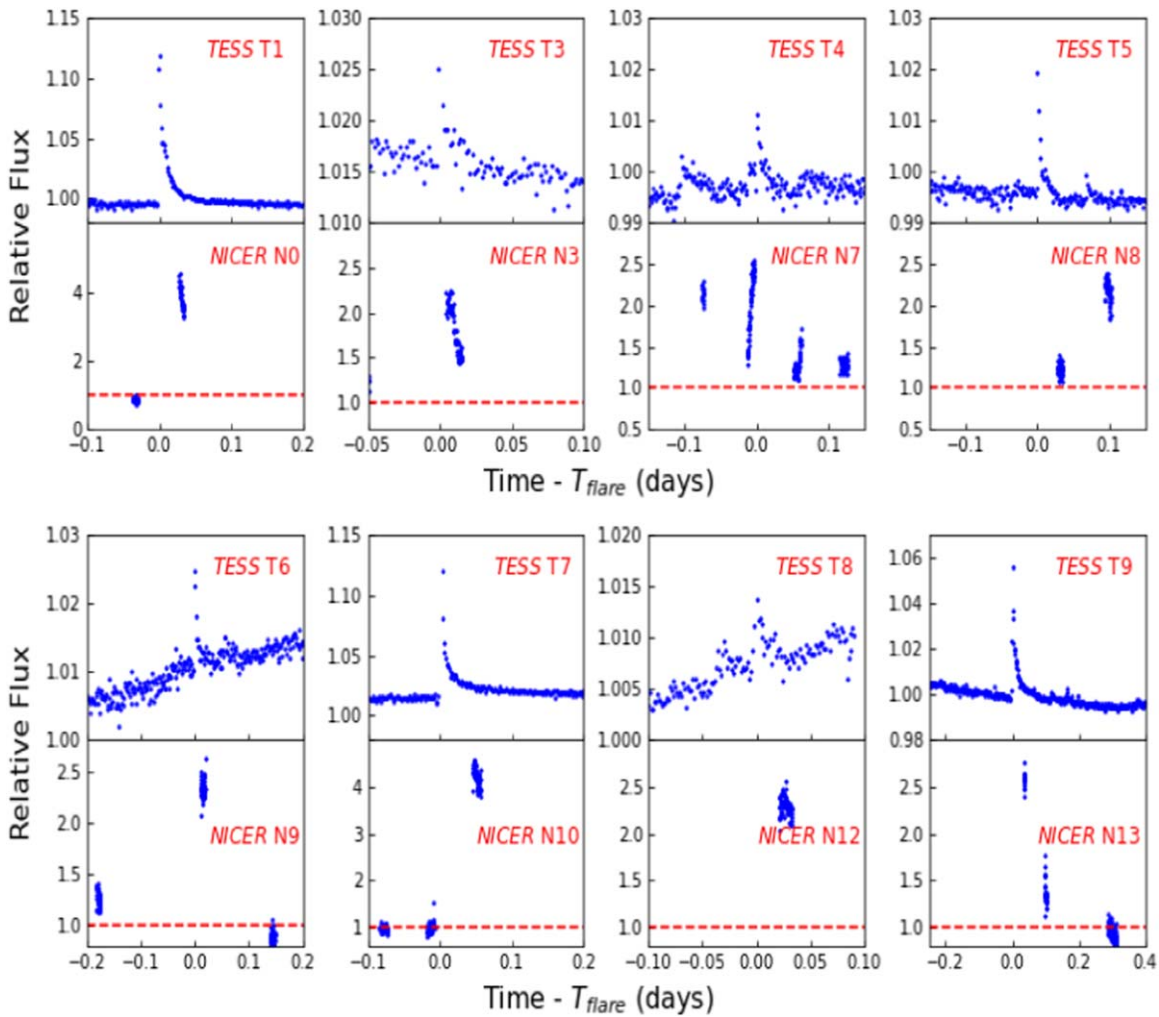 1.15 1.030 1.03 1.03
TESS T1 TESS T3 TESS T4 TESS T5
1.10 1.025 1.02 1.02
1.05 1.020 1.01 1.01
1.00 1.015 1.00 1.00
1.010 0.99 0.99
Relative Flux
NICER N0 NICER N3 NICER N7 NICER N8
4 2.5 2.5 2.5
2.0 2.0 2.0
2 1.5 1.5 1.5
1.0 1.0 1.0
0 0.5 0.5
−0.1 0.0 0.1 0.2 −0.05 0.00 0.05 0.10 −0.1 0.0 0.1 −0.1 0.0 0.1
Time - Tflare (days)
1.03 1.15 1.020 1.06
TESS T6 TESS T7 TESS T8 TESS T9
1.02 1.10 1.015 1.04
1.01 1.05 1.010 1.02
1.00 1.005 1.00
1.00 1.000 0.98
Relative Flux
2.5 4 2.5 2.5
2.0 3 2.0 2.0
NICER N9 NICER N10 NICER N12 NICER N13
1.5 2 1.5 1.5
1.0 1 1.0 1.0
−0.2 −0.1 0.0 0.1 0.2 −0.1 0.0 0.1 0.2 −0.10 −0.05 0.00 0.05 0.10 −0.2 0.0 0.2 0.4
Time - Tflare (days)